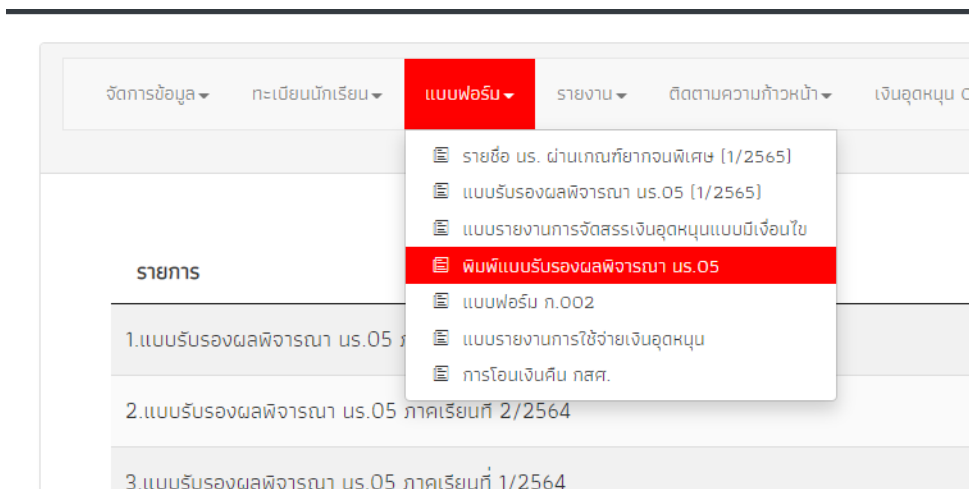 จัดการข้อมูล ทะเบียนนักเรียน แบบฟอร์ม รายงาน ติดตามความก้าวหน้า เงินอุดหนุน
รายชื่อ นร. ผ่านเกณฑ์ยากจนพิเศษ (1/2565)
แบบรับรองผลพิจารณา นร.05 (1/2565)
แบบรายงานการจัดสรรเงินอุดหนุนแบบมีเงื่อนไข
พิมพ์แบบรับรองผลพิจารณา นร.05
แบบฟอร์ม ก.002
แบบรายงานการใช้จ่ายเงินอุดหนุน
การโอนเงินคืน กสศ.
รายการ
1.แบบรับรองผลพิจารณา นร.05
2.แบบรับรองผลพิจารณา นร.05 ภาคเรียนที่ 2/2564
3.แบบรับรองผลพิจารณา นร.05 ภาคเรียนที่ 1/2564